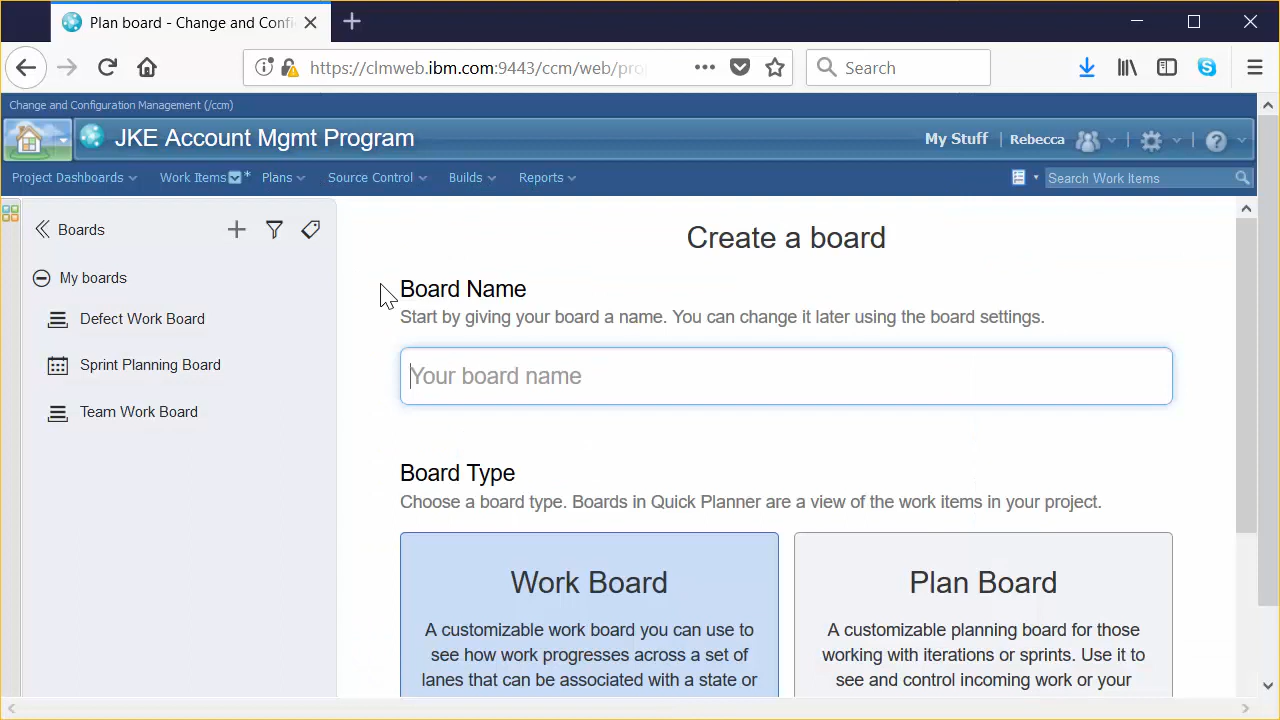 Plan board - Change and Confi
https://clmweb.ibm.com:9443/ccm/web/pro
Search
Change and Configuration Management (/ccm)
JKE Account Mgmt Program
My Stuff | Rebecca
Project Dashboards Work Items * Plans Source Control Builds Reports
Search Work Items
Boards
My boards
Defect Work Board
Sprint Planning Board
Team Work Board
Create a board
Board Name
Start by giving your board a name. You can change it later using the board settings.
Your board name
Board Type
Choose a board type. Boards in Quick Planner are a view of the work items in your project.
Work Board
A customizable work board you can use to
see how work progresses across a set of
lanes that can be associated with a state or
Plan Board
A customizable planning board for those
working with iterations or sprints. Use it to
see and control incoming work or your